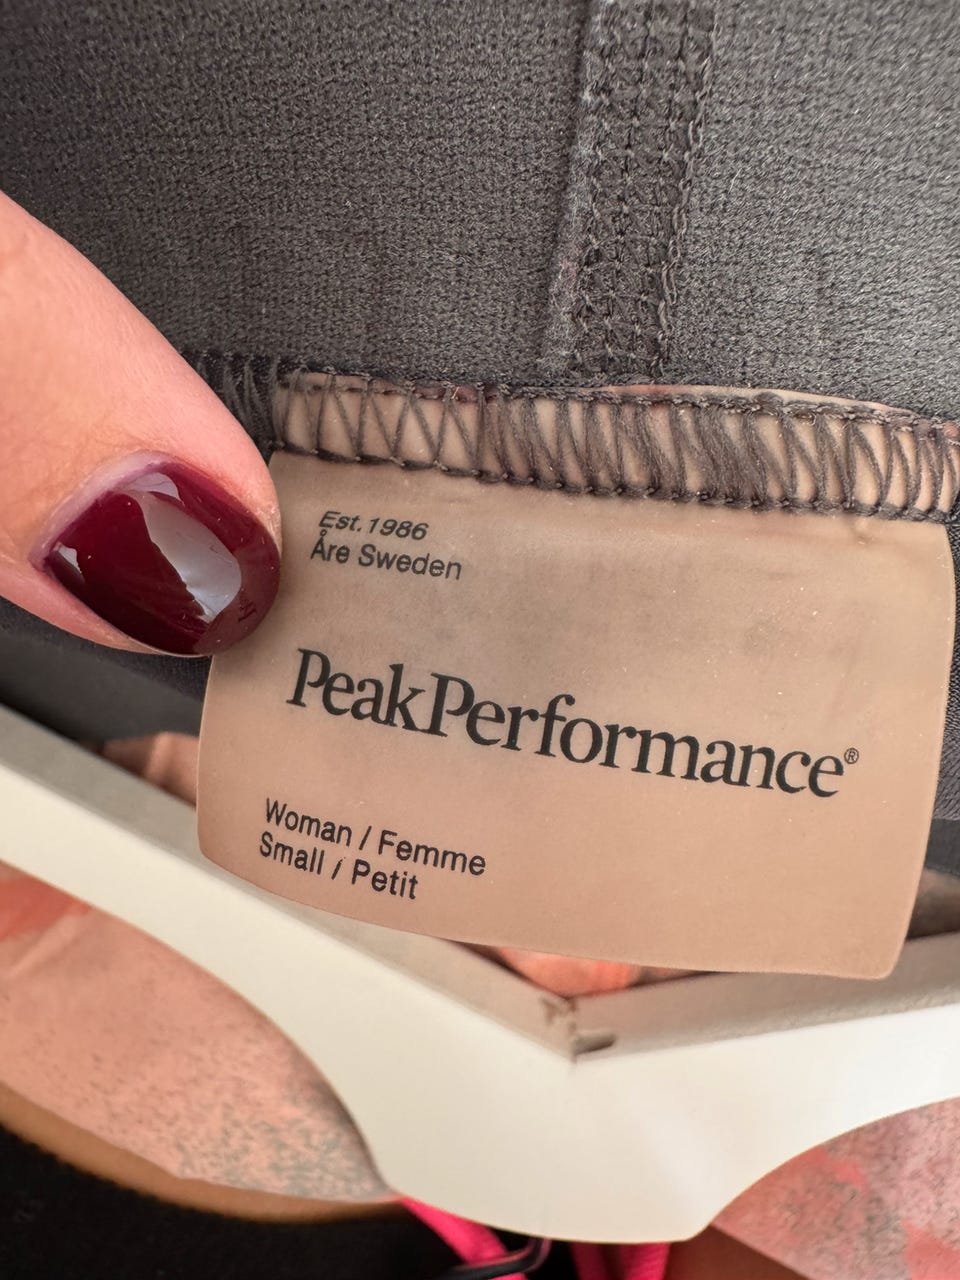 Est. 1986
Åre Sweden
PeakPerformance®
Woman / Femme
Small / Petit